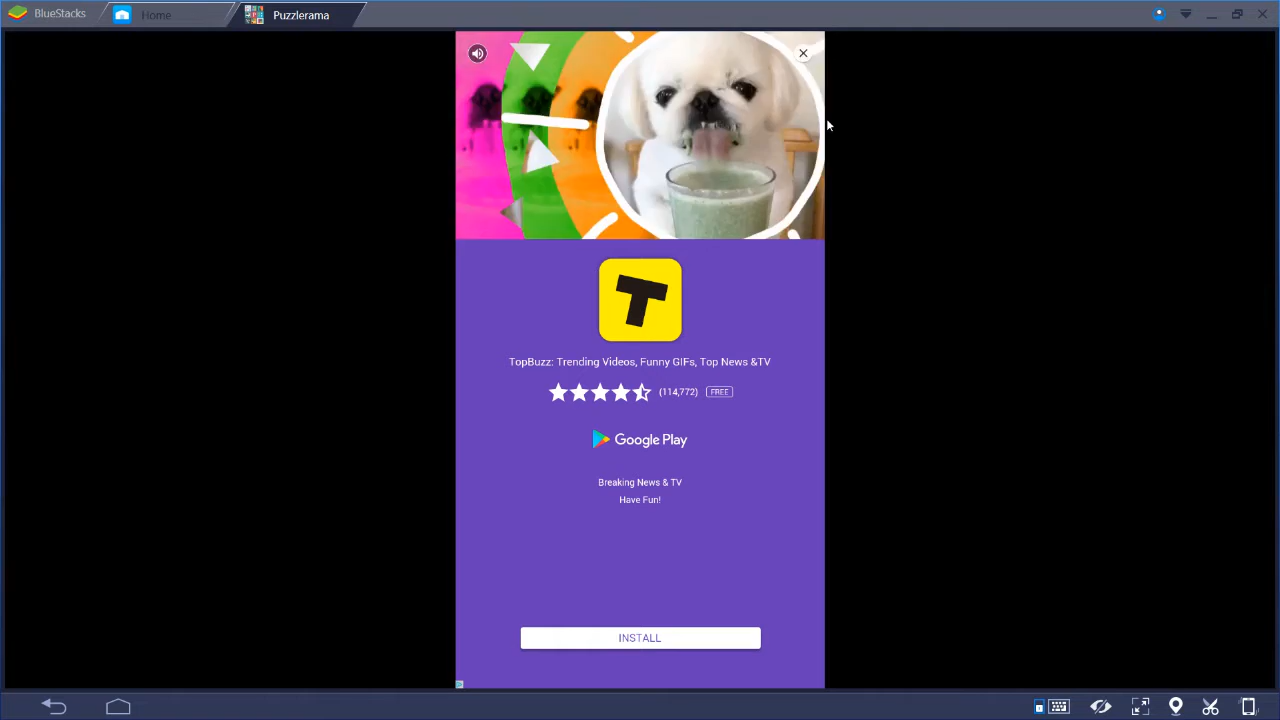 BlueStacks
Home
Puzzlerama
T
TopBuzz: Trending Videos, Funny GIFs, Top News &TV
(114,772) FREE
Google Play
Breaking News & TV
Have Fun!
INSTALL